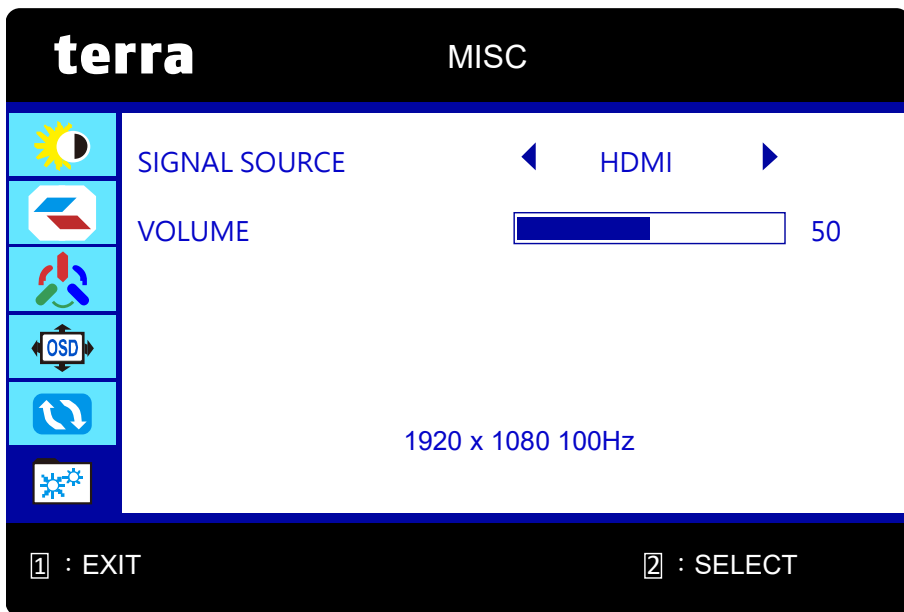 terra MISC
SIGNAL SOURCE HDMI
VOLUME 50
OSD
1920 x 1080 100Hz
1 : EXIT 2 : SELECT